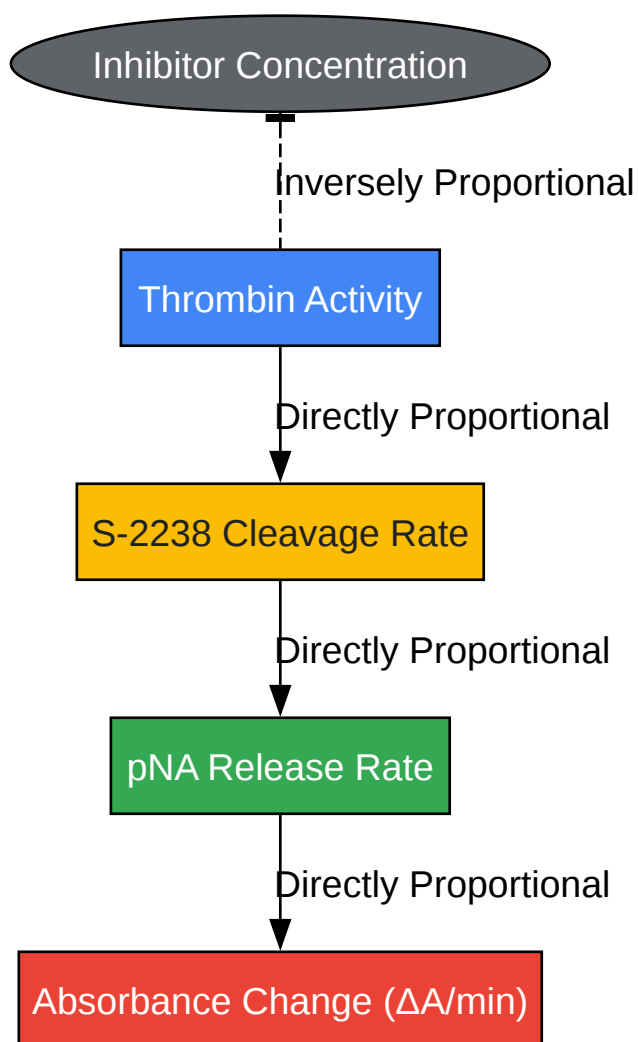 Inhibitor Concentration
Inversely Proportional
Thrombin Activity
Directly Proportional
S-2238 Cleavage Rate
Directly Proportional
pNA Release Rate
Directly Proportional
Absorbance Change (ΔA/min)